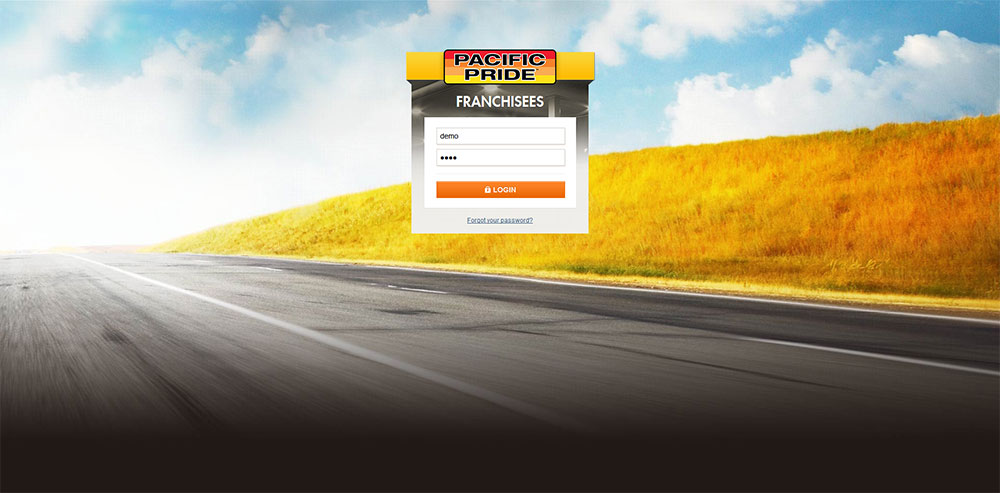 PACIFIC
PRIDE
FRANCHISEES
demo
••••
LOGIN
Forgot your password?